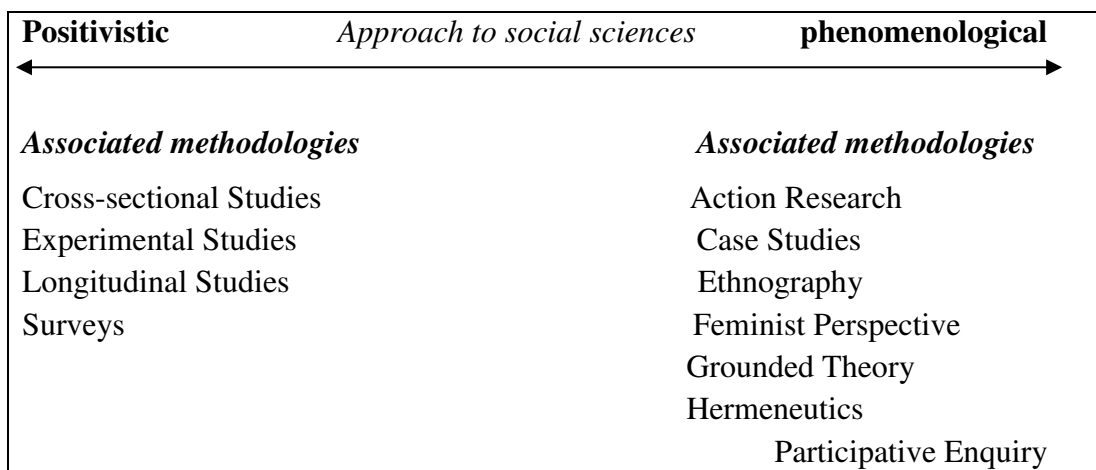 Positivistic Approach to social sciences phenomenological
Associated methodologies Associated methodologies
Cross-sectional Studies Action Research
Experimental Studies Case Studies
Longitudinal Studies Ethnography
Surveys Feminist Perspective
Grounded Theory
Hermeneutics
Participative Enquiry